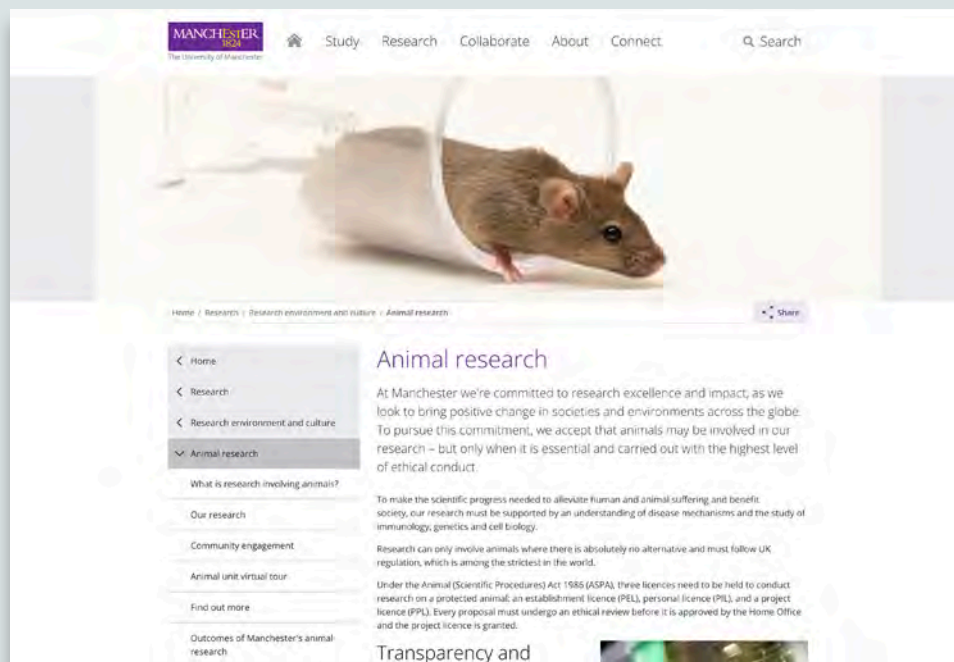 MANCHESTER
1824
The University of Manchester
Study Research Collaborate About Connect
Search
Home / Research / Research environment and culture / Animal research
Share
Home
Research
Research environment and culture
Animal research
What is research involving animals?
Our research
Community engagement
Animal unit virtual tour
Find out more
Outcomes of Manchester's animal
research
Animal research
At Manchester we're committed to research excellence and impact, as we
look to bring positive change in societies and environments across the globe.
To pursue this commitment, we accept that animals may be involved in our
research – but only when it is essential and carried out with the highest level
of ethical conduct.
To make the scientific progress needed to alleviate human and animal suffering and benefit
society, our research must be supported by an understanding of disease mechanisms and the study of
immunology, genetics and cell biology.
Research can only involve animals where there is absolutely no alternative and must follow UK
regulation, which is among the strictest in the world.
Under the Animal (Scientific Procedures) Act 1986 (ASPA), three licences need to be held to conduct
research on a protected animal: an establishment licence (PEL), personal licence (PIL), and a project
licence (PPL). Every proposal must undergo an ethical review before it is approved by the Home Office
and the project licence is granted.
Transparency and